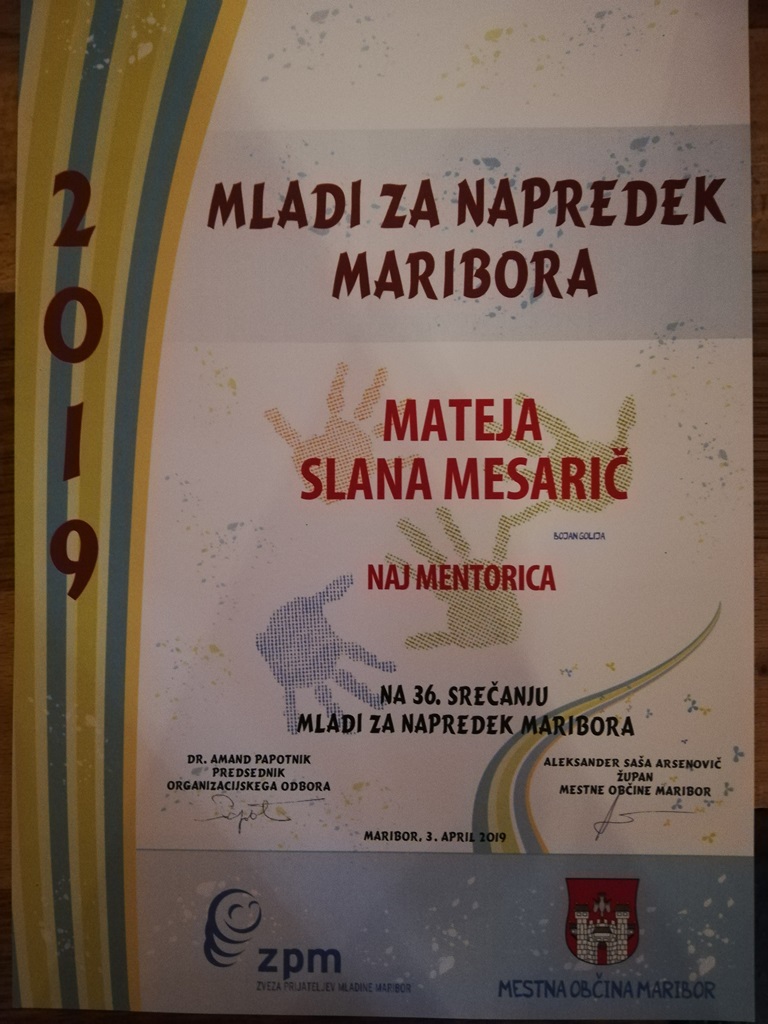 2019
MLADI ZA NAPREDEK
MARIBORA
MATEJA
SLANA MESARIČ
BOJAN GOLIJA
NAJ MENTORICA
NA 36. SREČANJU
MLADI ZA NAPREDEK MARIBORA
DR. AMAND PAPOTNIK
PREDSEDNIK
ORGANIZACIJSKEGA ODBORA
ALEKSANDER SAŠA ARSENOVIČ
ŽUPAN
MESTNE OBČINE MARIBOR
MARIBOR, 3. APRIL 2019
zpm
ZVEZA PRIJATELJEV MLADINE MARIBOR
MESTNA OBČINA MARIBOR